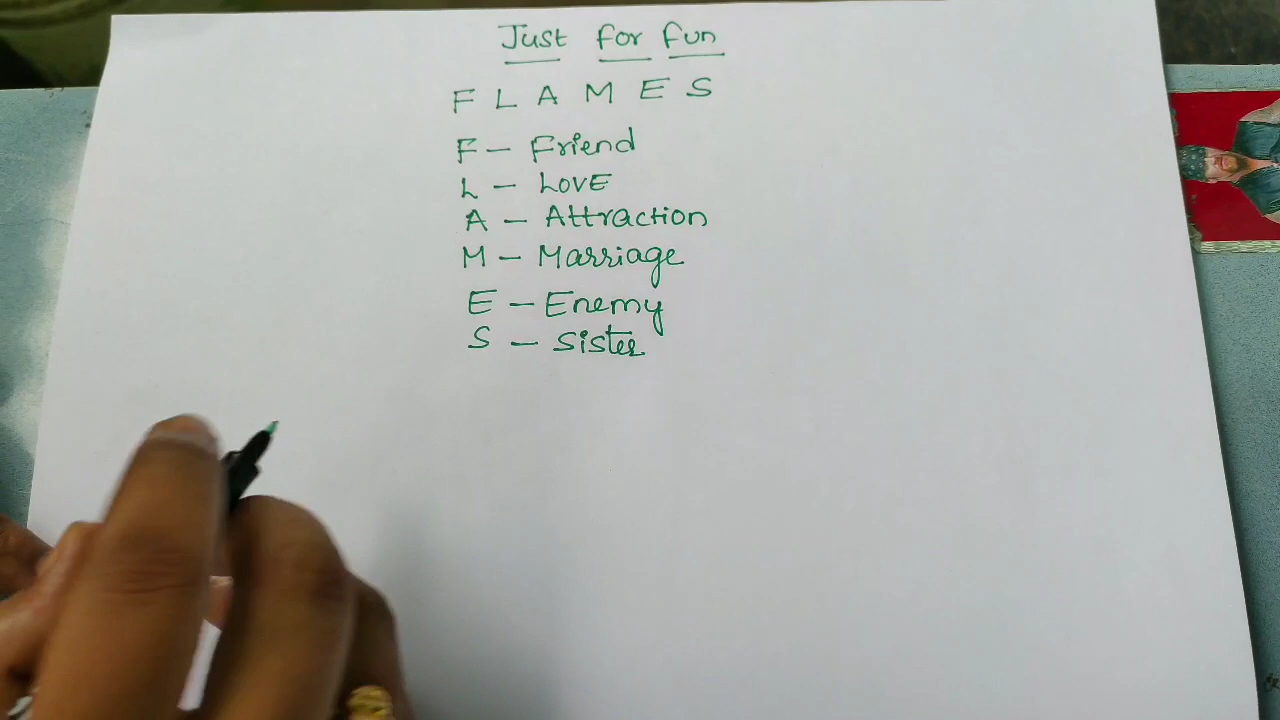 Just for fun
F L A M E S
F - Friend
L - LOVE
A - Attraction
M - Marriage
E - Enemy
S - Sister